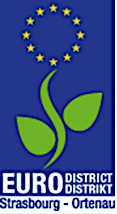 EURO DISTRICT
DISTRIKT
Strasbourg - Ortenau